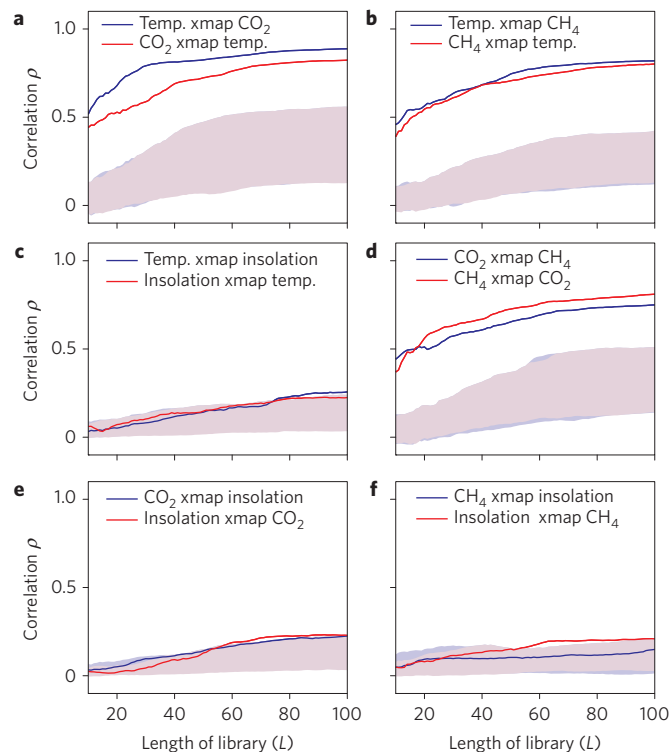 a
Temp. xmap CO2
CO2 xmap temp.
b
Temp. xmap CH4
CH4 xmap temp.
1.0
0.5
0
Correlation ρ
c
Temp. xmap insolation
Insolation xmap temp.
d
CO2 xmap CH4
CH4 xmap CO2
1.0
0.5
0
Correlation ρ
e
CO2 xmap insolation
Insolation xmap CO2
f
CH4 xmap insolation
Insolation xmap CH4
1.0
0.5
0
Correlation ρ
20 40 60 80 100
20 40 60 80 100
Length of library (L)
Length of library (L)